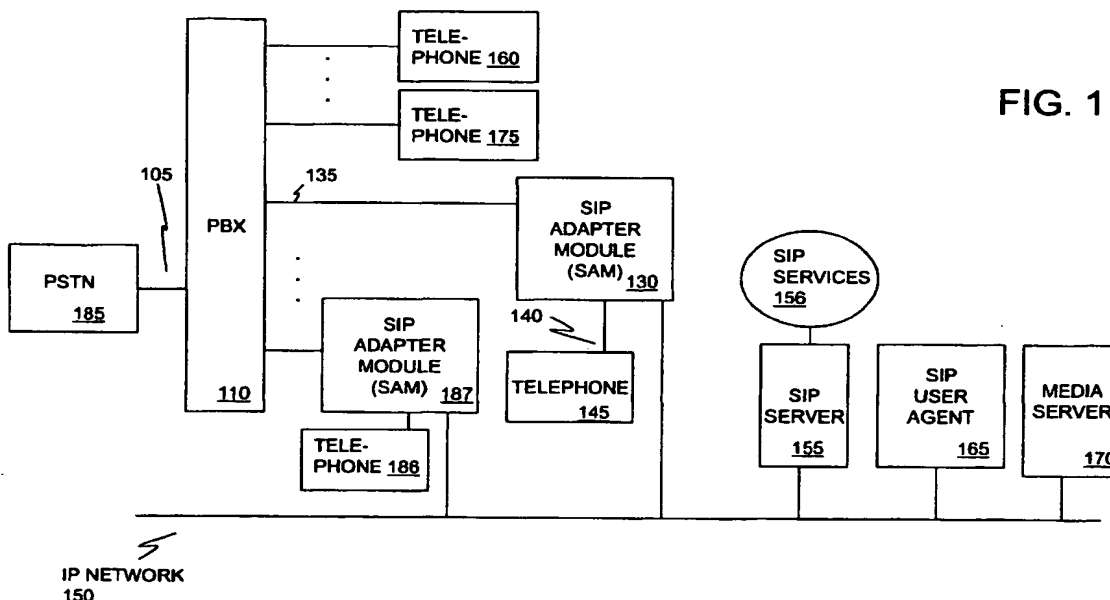 FIG. 1
TELE-
PHONE 160
TELE-
PHONE 175
105
135
PBX
110
PSTN
185
SIP
ADAPTER
MODULE
(SAM) 130
140
TELEPHONE
145
SIP
ADAPTER
MODULE
(SAM) 187
TELE-
PHONE 186
SIP
SERVICES
156
SIP
SERVER
155
SIP
USER
AGENT
165
MEDIA
SERVER
170
IP NETWORK
150